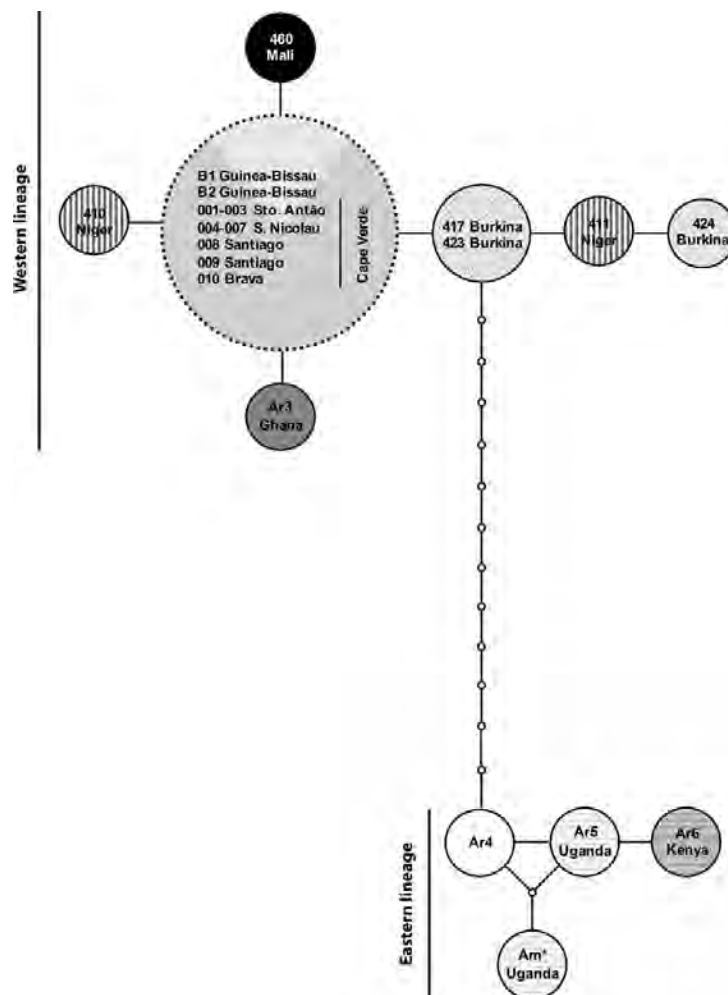 460
Mali
Western lineage
B1 Guinea-Bissau
B2 Guinea-Bissau
001-003 Sto. Antão
004-007 S. Nicolau
008 Santiago
009 Santiago
010 Brava
Cape Verde
410
Niger
417 Burkina
423 Burkina
411
Niger
424
Burkina
Ar3
Ghana
Eastern lineage
Ar4
Ar5
Uganda
Ar6
Kenya
Am*
Uganda